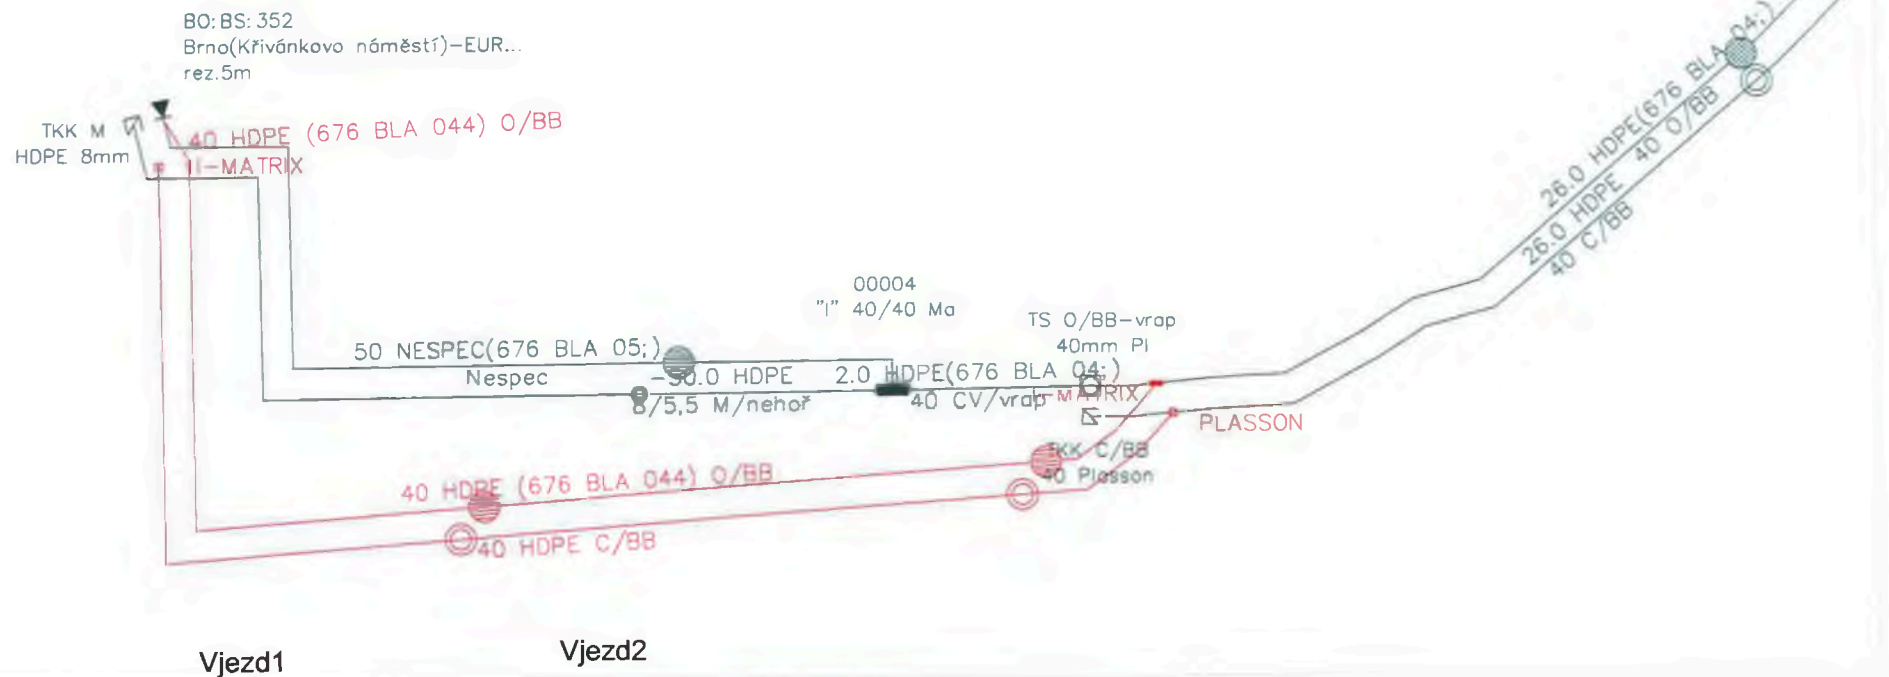 BO: BS: 352
Brno(Křivánkovo náměstí)-EUR...
rez.5m
TKK M
HDPE 8mm
40 HDPE (676 BLA 044) O/BB
-MATRIX
50 NESPEC(676 BLA 05;)
Nespec
-50.0 HDPE
8/5,5 M/nehoř
00004
"I" 40/40 Ma
2.0 HDPE(676 BLA 04;)
40 CV/vrap
TS O/BB-vrap
40mm Pl
I-MATRIX
PLASSON
TKK C/BB
40 Plasson
40 HDPE (676 BLA 044) O/BB
40 HDPE C/BB
26.0 HDPE(676 BLA 04;)
40 O/BB
26.0 HDPE
40 C/BB
Vjezd1
Vjezd2